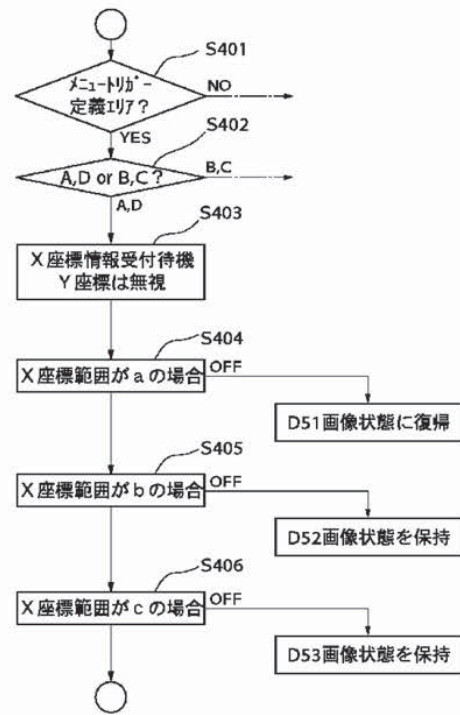 S401
メニュートリガー
定義エリア？
NO
YES
S402
A,D or B,C？
B,C
A,D
S403
X座標情報受付待機
Y座標は無視
S404
X座標範囲がaの場合
OFF
D51画像状態に復帰
S405
X座標範囲がbの場合
OFF
D52画像状態を保持
S406
X座標範囲がcの場合
OFF
D53画像状態を保持